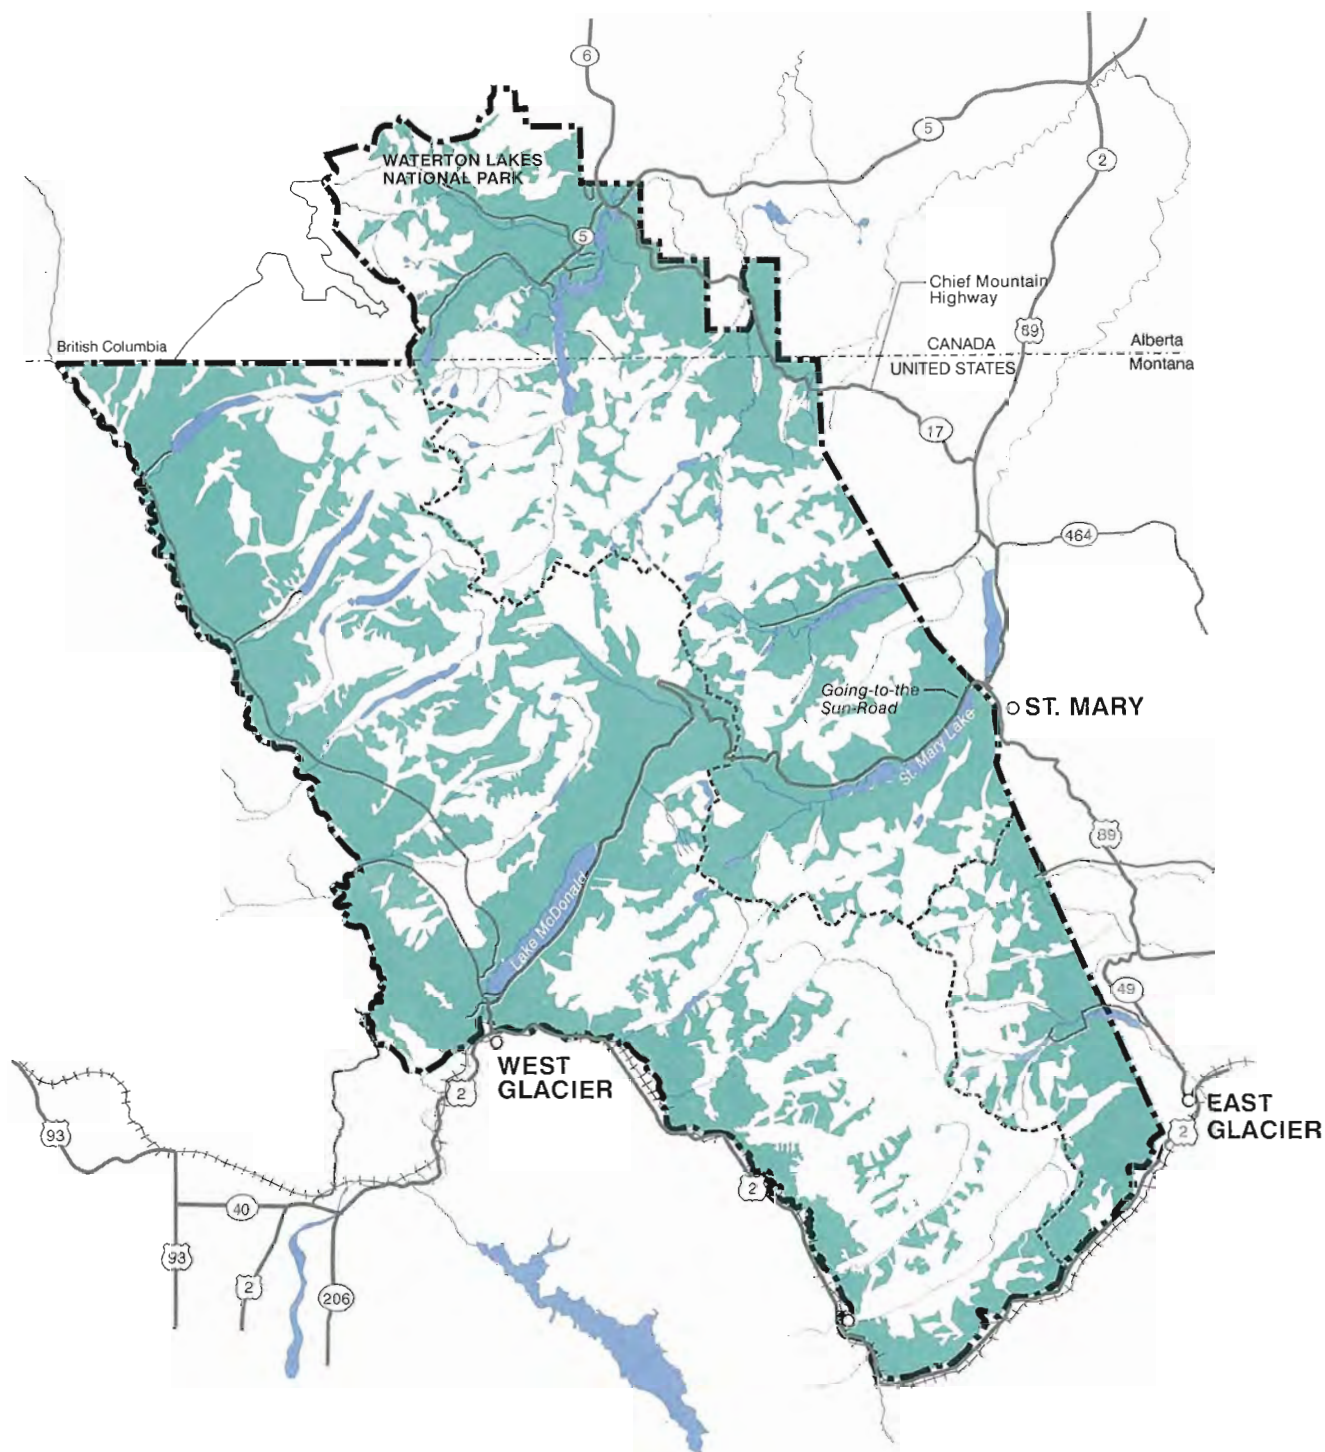 6
5
2
WATERTON LAKES
NATIONAL PARK
5
Chief Mountain
Highway
89
British Columbia
CANADA
Alberta
UNITED STATES
Montana
17
464
Going-to-the
Sun-Road
ST. MARY
St. Mary Lake
89
Lake McDonald
49
WEST
GLACIER
2
EAST
GLACIER
2
93
2
40
93
2
206